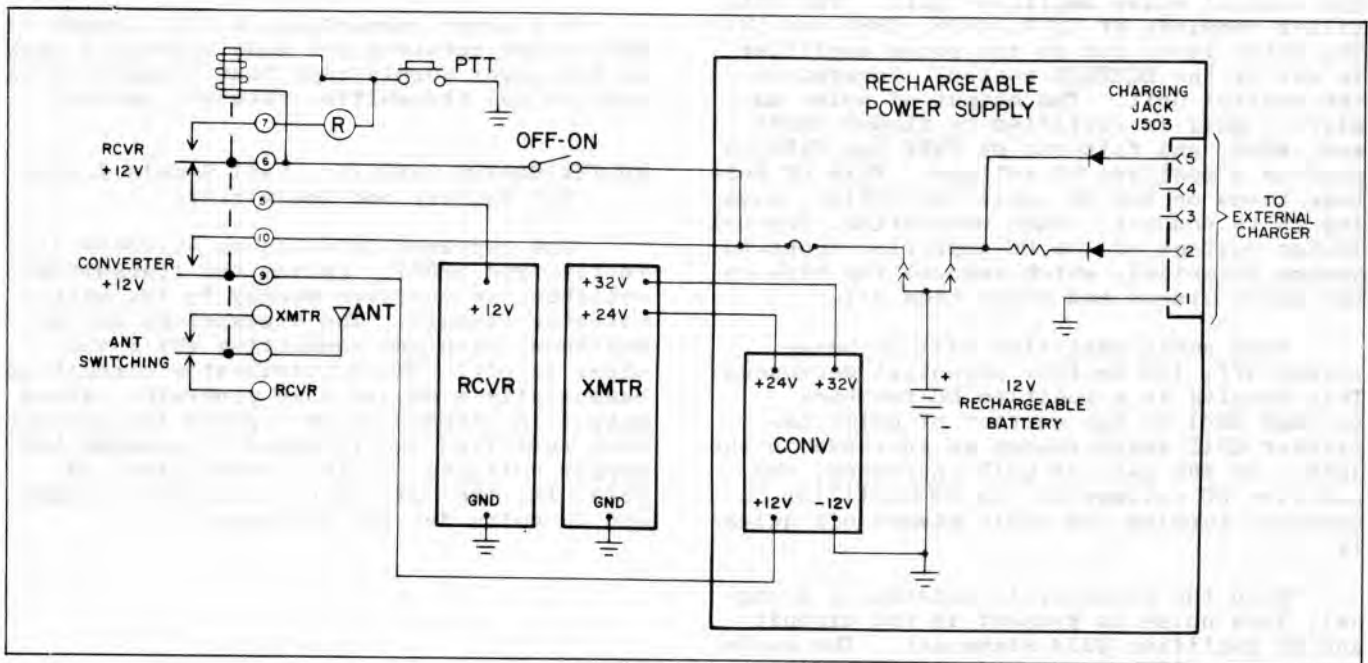 PTT
RECHARGEABLE
POWER SUPPLY
CHARGING
JACK
J503
7
R
RCVR
+12V
6
OFF-ON
5
5
4
3
2
1
TO
EXTERNAL
CHARGER
10
CONVERTER
+12V
9
XMTR
ANT
ANT
SWITCHING
RCVR
+12V
RCVR
GND
+32V
+24V
XMTR
GND
+24V +32V
CONV
+12V -12V
+
12V
RECHARGEABLE
BATTERY
-